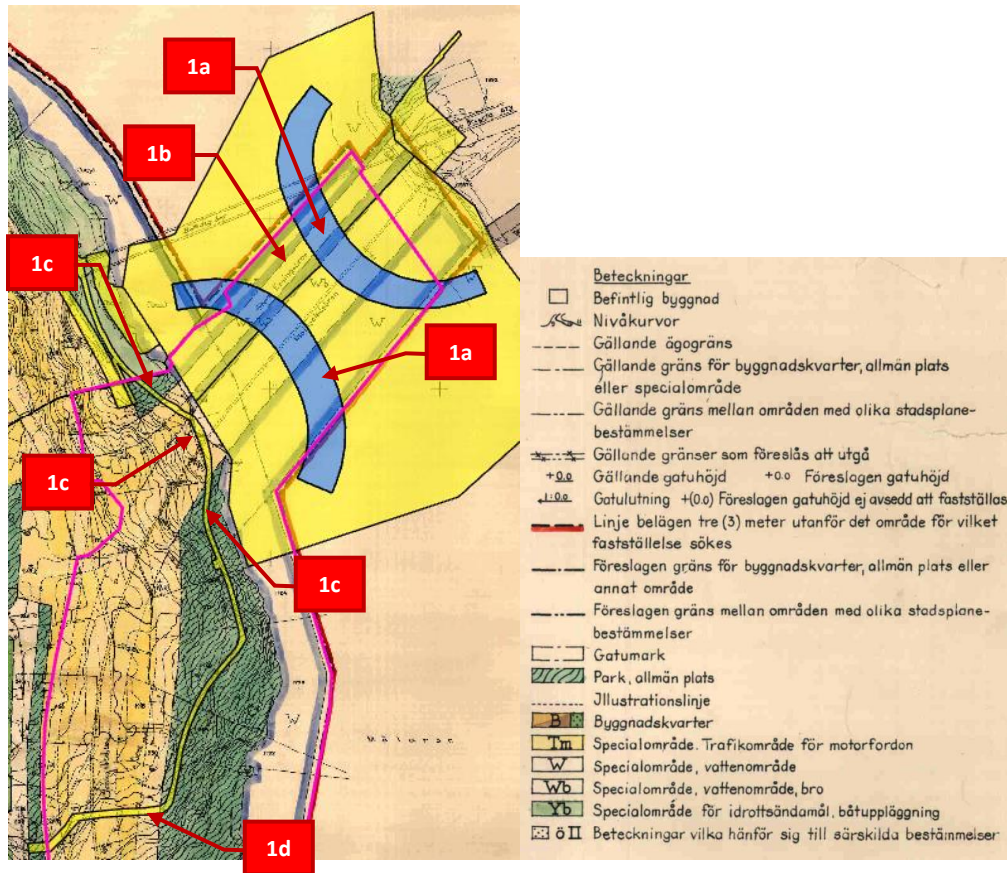 1a
1b
1c
1a
1c
1c
1d
W
W
W
W
Mälaren
Beteckningar
Befintlig byggnad
Nivåkurvor
Gällande ägogräns
Gällande gräns för byggnadskvarter, allmän plats
eller specialområde
Gällande gräns mellan områden med olika stadsplane-
bestämmelser
Gällande gränser som föreslås att utgå
+0.0 Gällande gatuhöjd +0.0 Föreslagen gatuhöjd
1:0.0 Gatulutning +(0.0) Föreslagen gatuhöjd ej avsedd att fastställas
Linje belägen tre (3) meter utanför det område för vilket
fastställelse sökes
Föreslagen gräns för byggnadskvarter, allmän plats eller
annat område
Föreslagen gräns mellan områden med olika stadsplane-
bestämmelser
Gatumark
Park, allmän plats
Illustrationslinje
B Byggnadskvarter
Tm Specialområde. Trafikområde för motorfordon
W Specialområde, vattenområde
Wb Specialområde, vattenområde, bro
Yb Specialområde för idrottsändamål, båtuppläggning
ö II Beteckningar vilka hänför sig till särskilda bestämmelser